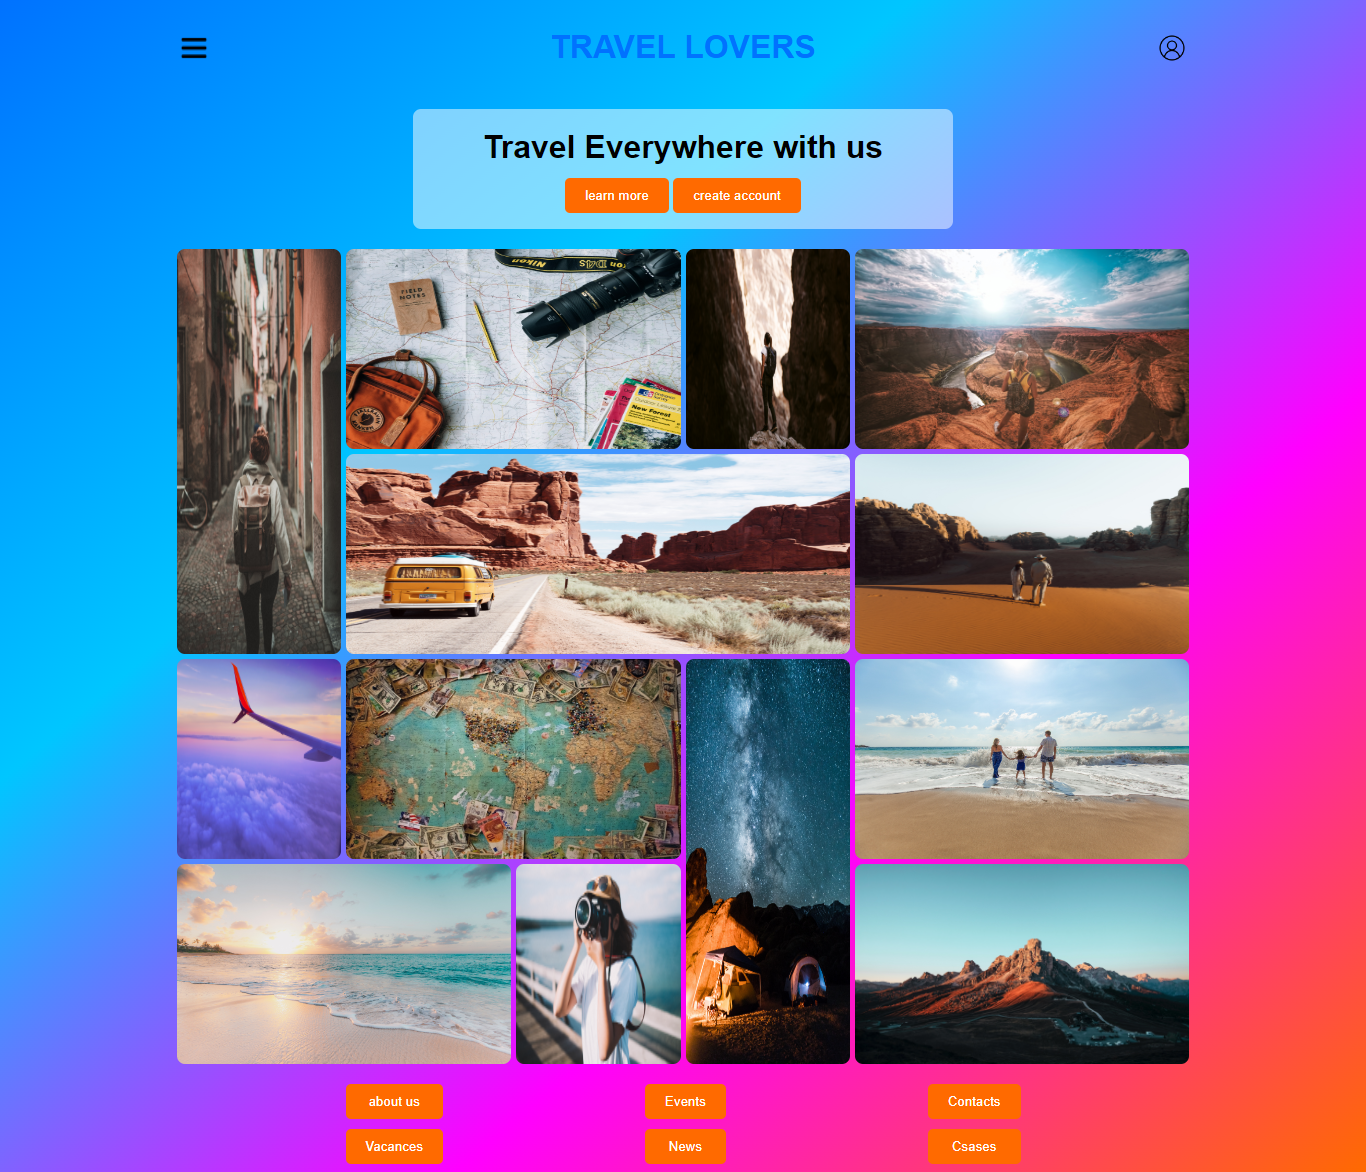 TRAVEL LOVERS
Travel Everywhere with us
learn more create account
Nikon D4s
FIELD
NOTES
New Forest
about us Events Contacts
Vacances News Csases